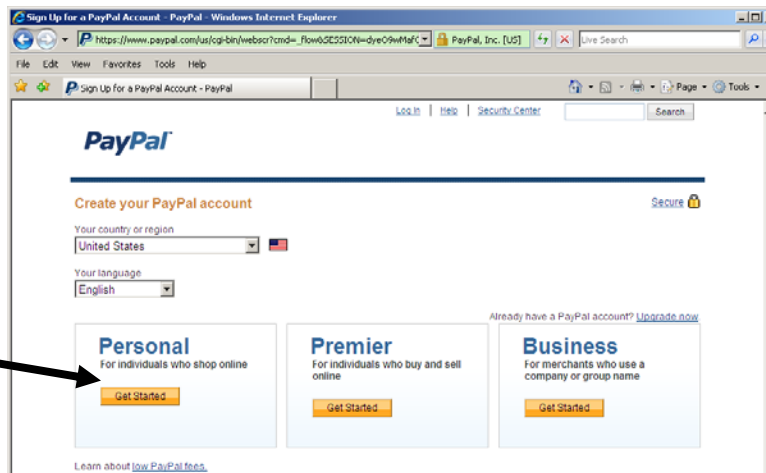 Sign Up for a PayPal Account - PayPal - Windows Internet Explorer
PayPal, Inc. [US]
Live Search
File Edit View Favorites Tools Help
Sign Up for a PayPal Account - PayPal
Page
Tools
Log In | Help | Security Center
Search
PayPal
Create your PayPal account
Secure
Your country or region
United States
Your language
English
Already have a PayPal account? Upgrade now
Personal
For individuals who shop online
Get Started
Premier
For individuals who buy and sell
online
Get Started
Business
For merchants who use a
company or group name
Get Started
Learn about low PayPal fees.